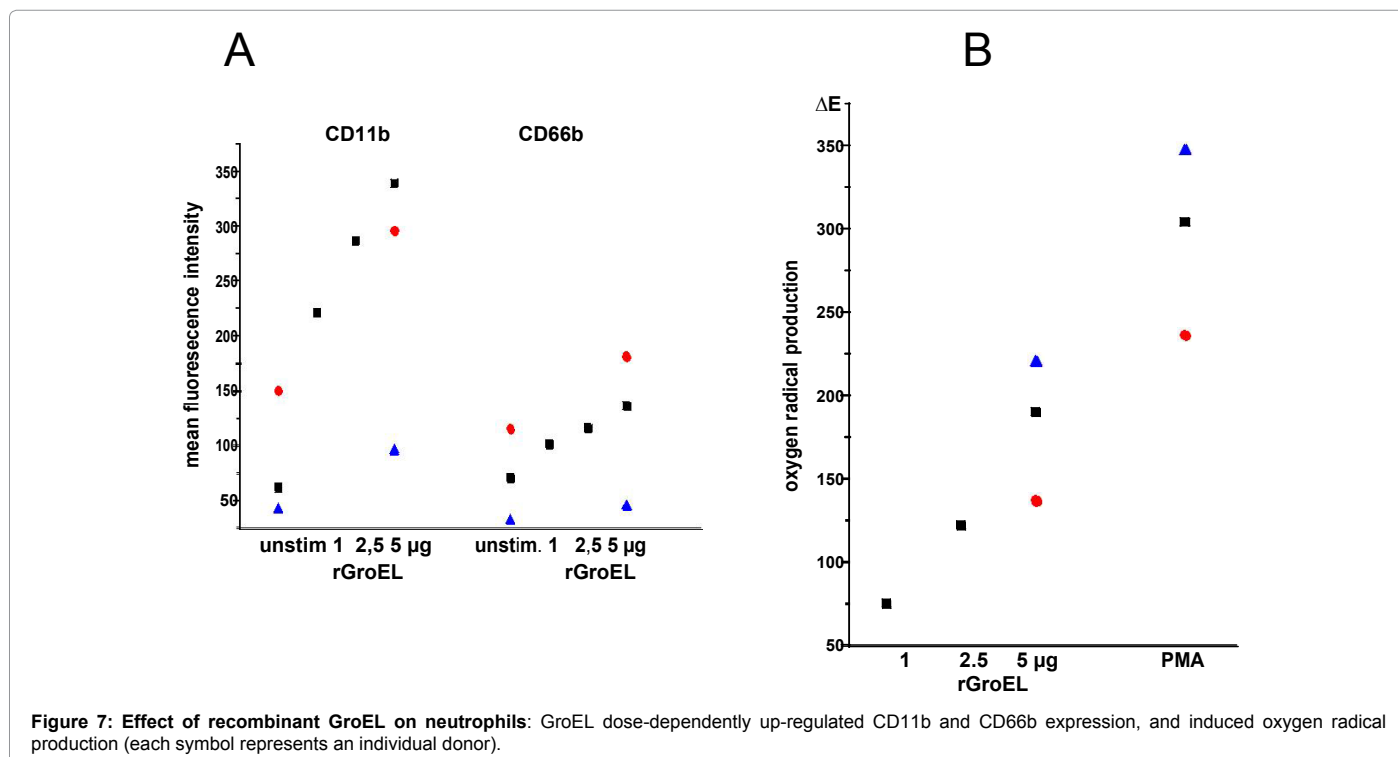 A
CD11b CD66b
mean fluoresecence intensity
350
300
250
200
150
100
50
unstim 1 2,5 5 µg
rGroEL
unstim. 1 2,5 5 µg
rGroEL
B
ΔE
oxygen radical production
350
300
250
200
150
100
50
1 2.5 5 µg
rGroEL
PMA
Figure 7: Effect of recombinant GroEL on neutrophils: GroEL dose-dependently up-regulated CD11b and CD66b expression, and induced oxygen radical
production (each symbol represents an individual donor).